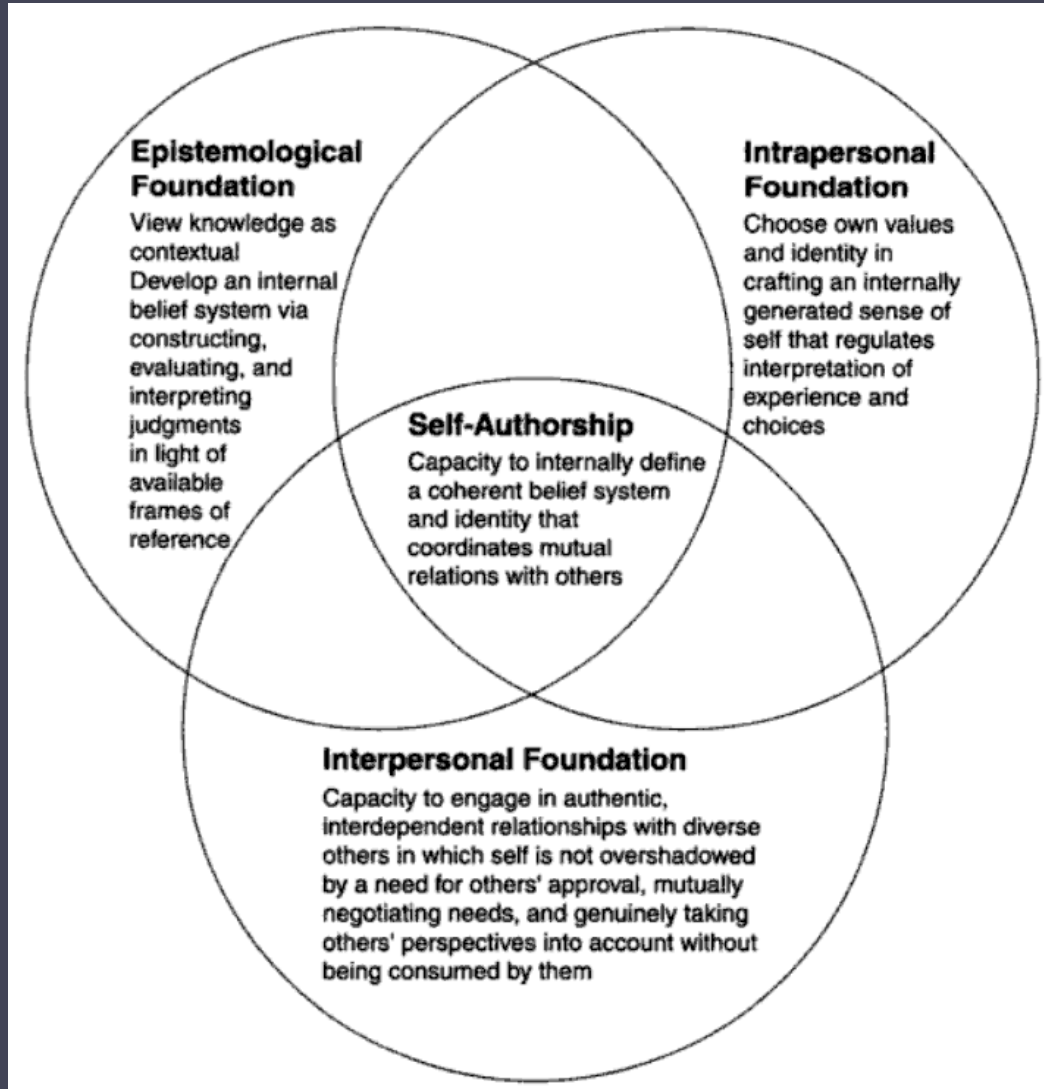 Epistemological
Foundation
View knowledge as
contextual
Develop an internal
belief system via
constructing,
evaluating, and
interpreting
judgments
in light of
available
frames of
reference
Intrapersonal
Foundation
Choose own values
and identity in
crafting an internally
generated sense of
self that regulates
interpretation of
experience and
choices
Self-Authorship
Capacity to internally define
a coherent belief system
and identity that
coordinates mutual
relations with others
Interpersonal Foundation
Capacity to engage in authentic,
interdependent relationships with diverse
others in which self is not overshadowed
by a need for others' approval, mutually
negotiating needs, and genuinely taking
others' perspectives into account without
being consumed by them